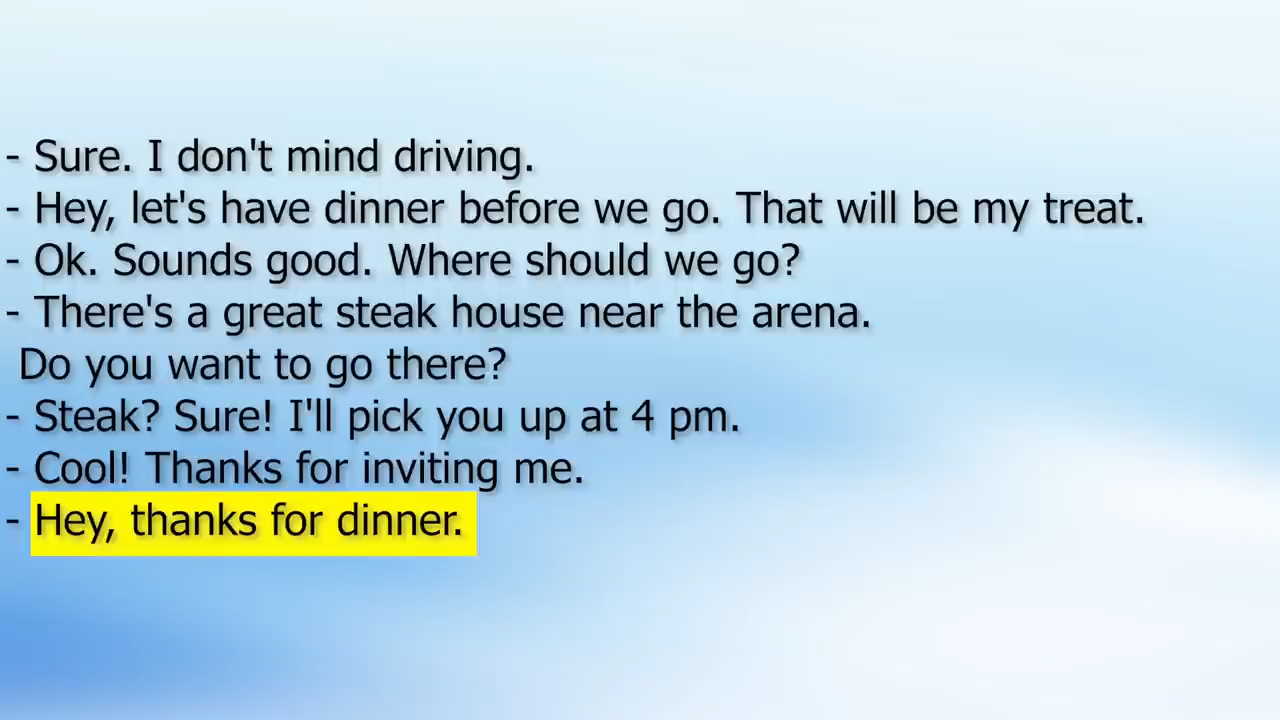 - Sure. I don't mind driving.
- Hey, let's have dinner before we go. That will be my treat.
- Ok. Sounds good. Where should we go?
- There's a great steak house near the arena.
Do you want to go there?
- Steak? Sure! I'll pick you up at 4 pm.
- Cool! Thanks for inviting me.
- Hey, thanks for dinner.